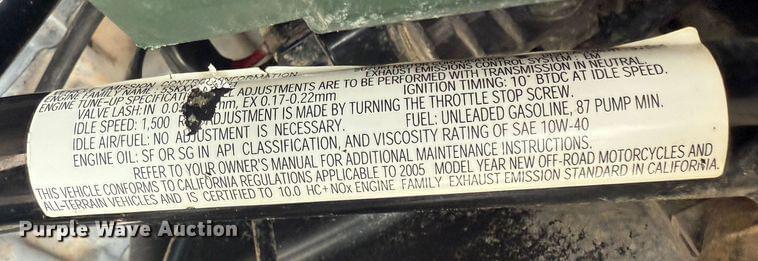 EXHAUST EMISSIONS CONTROL SYSTEM
ENGINE TUNE-UP ADJUSTMENTS ARE TO BE PERFORMED WITH TRANSMISSION IN NEUTRAL.
VALVE LASH: IN EX 0.17-0.22mm IGNITION TIMING: 10° BTDC AT IDLE SPEED.
IDLE SPEED: 1,500 ADJUSTMENT IS MADE BY TURNING THE THROTTLE STOP SCREW.
IDLE AIR/FUEL: NO ADJUSTMENT IS NECESSARY. FUEL: UNLEADED GASOLINE, 87 PUMP MIN.
ENGINE OIL: SF OR SG IN API CLASSIFICATION, AND VISCOSITY RATING OF SAE 10W-40
REFER TO YOUR OWNER'S MANUAL FOR ADDITIONAL MAINTENANCE INSTRUCTIONS.
THIS VEHICLE CONFORMS TO CALIFORNIA REGULATIONS APPLICABLE TO 2005 MODEL YEAR NEW OFF-ROAD MOTORCYCLES AND
ALL-TERRAIN VEHICLES AND IS CERTIFIED TO 10.0 HC+NOx ENGINE FAMILY EXHAUST EMISSION STANDARD IN CALIFORNIA.
Purple Wave Auction